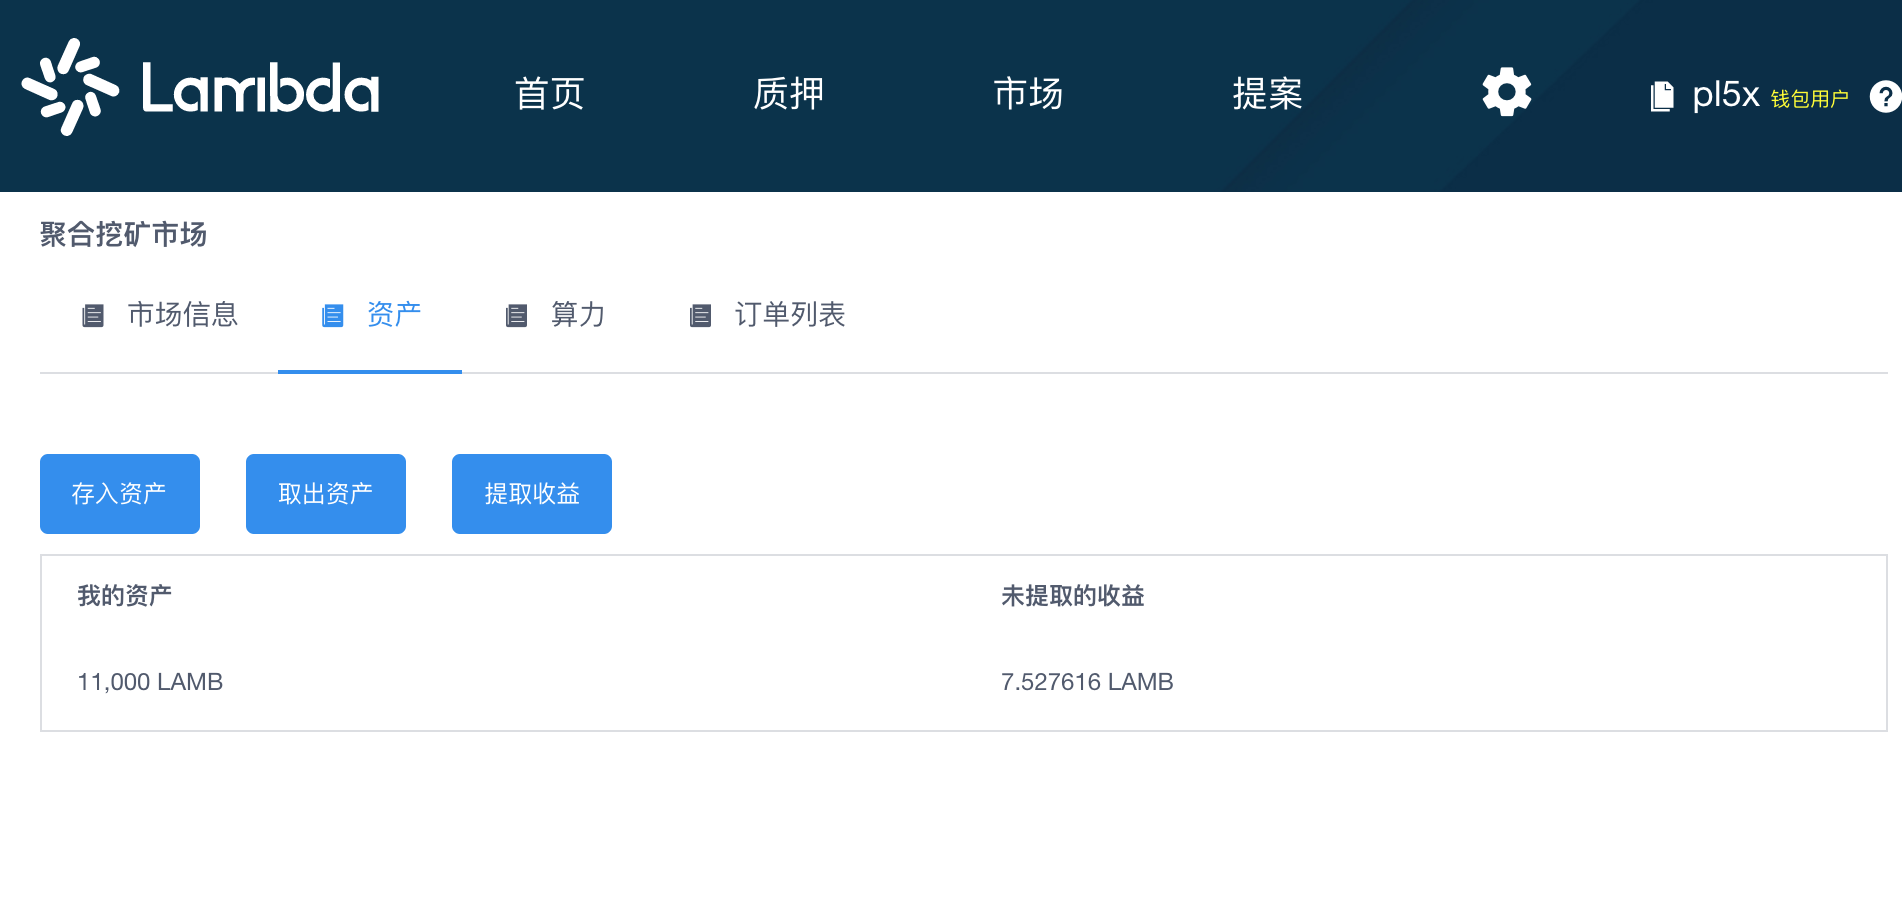 Lambda 首页 质押 市场 提案 pl5x 钱包用户 ?
聚合挖矿市场
市场信息 资产 算力 订单列表
存入资产 取出资产 提取收益
我的资产 未提取的收益
11,000 LAMB 7.527616 LAMB